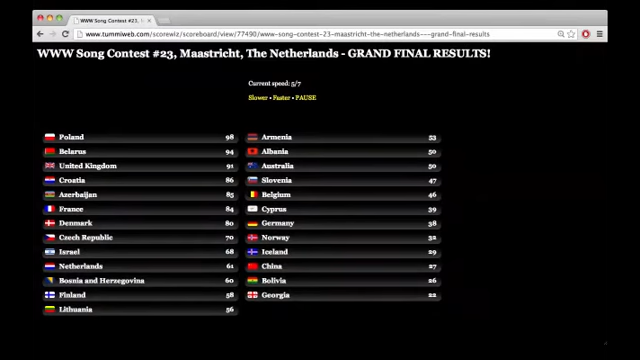 WWW Song Contest #23, M
www.tummiweb.com/scorewiz/scoreboard/view/77490/www-song-contest-23-maastricht-the-netherlands---grand-final-results
WWW Song Contest #23, Maastricht, The Netherlands - GRAND FINAL RESULTS!
Current speed: 5/7
Slower • Faster • PAUSE
Poland 98
Belarus 94
United Kingdom 91
Croatia 86
Azerbaijan 85
France 84
Denmark 80
Czech Republic 70
Israel 68
Netherlands 61
Bosnia and Herzegovina 60
Finland 58
Lithuania 56
Armenia 53
Albania 50
Australia 50
Slovenia 47
Belgium 46
Cyprus 39
Germany 38
Norway 32
Iceland 29
China 27
Bolivia 26
Georgia 22